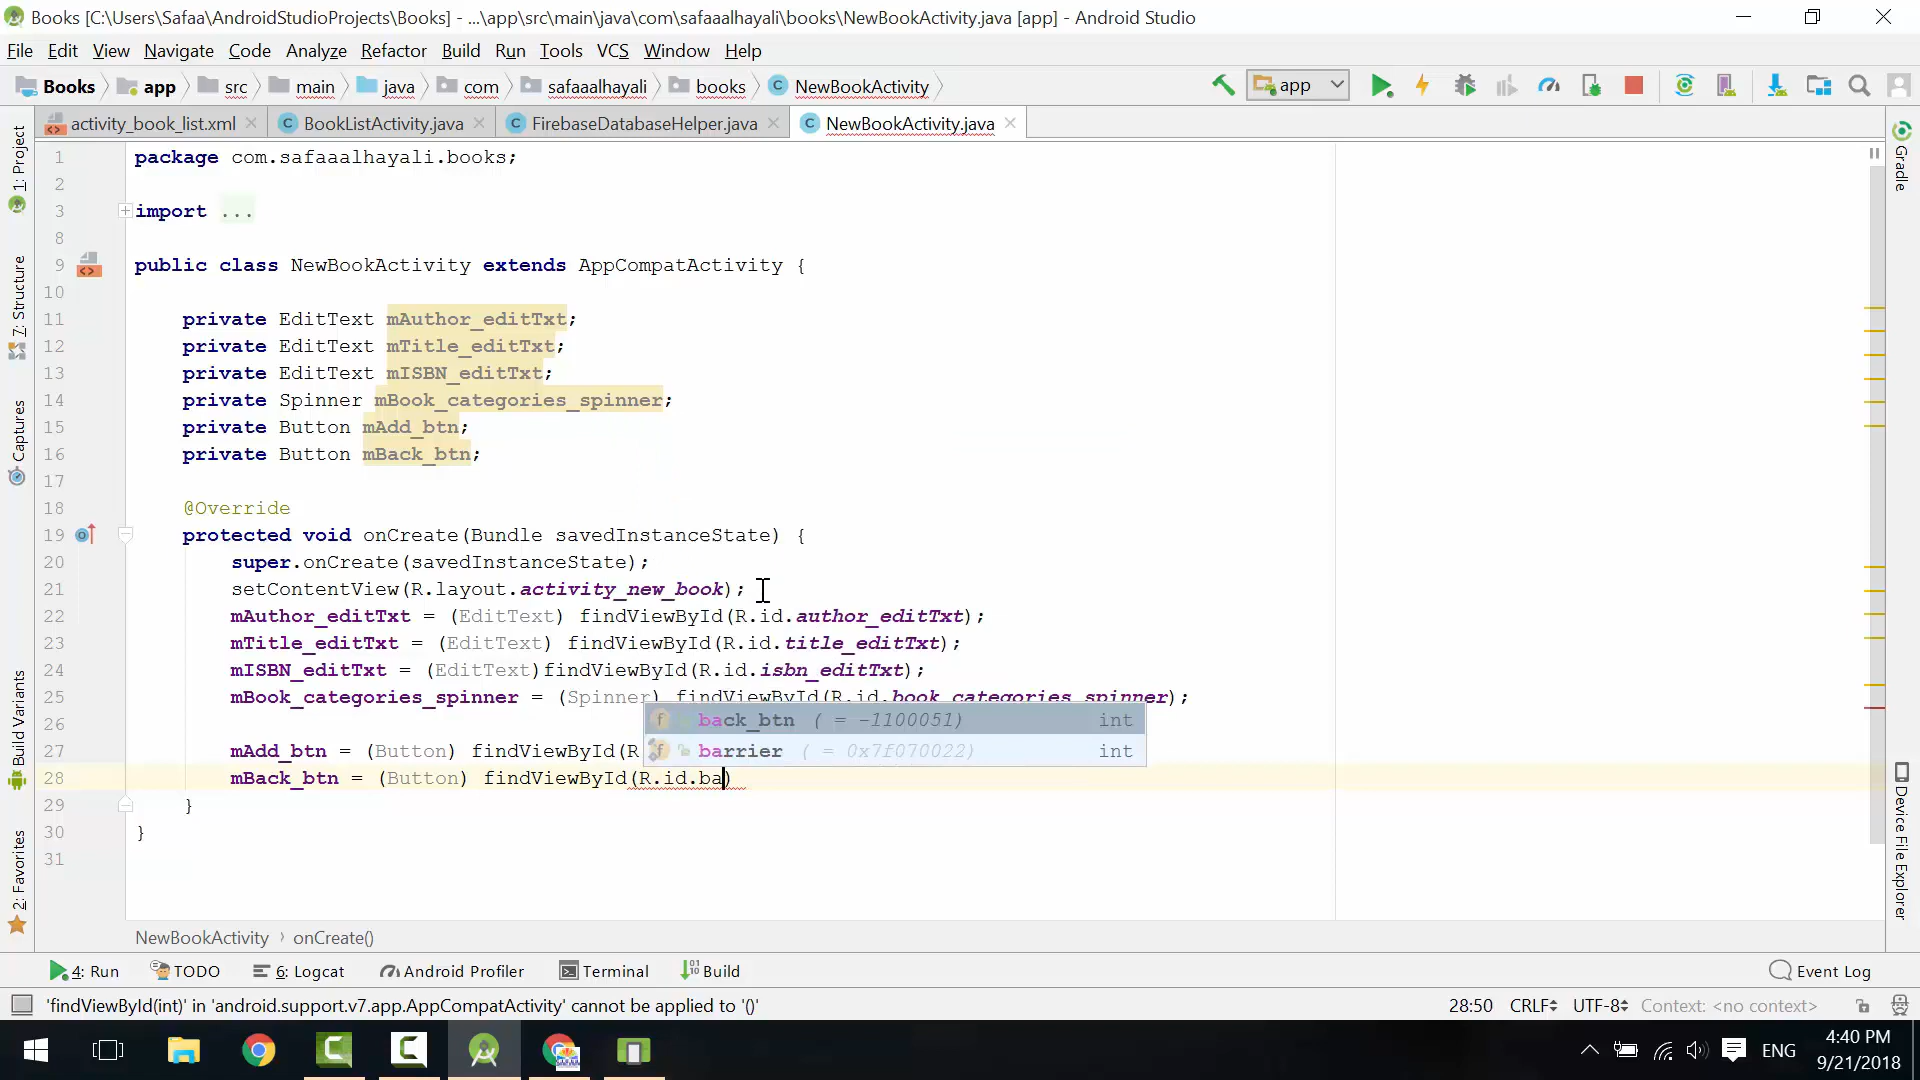 Books [C:\Users\Safaa\AndroidStudioProjects\Books] - ...\app\src\main\java\com\safaaalhayali\books\NewBookActivity.java [app] - Android Studio
File Edit View Navigate Code Analyze Refactor Build Run Tools VCS Window Help
Books app src main java com safaaalhayali books NewBookActivity app
activity_book_list.xml BookListActivity.java FirebaseDatabaseHelper.java NewBookActivity.java
1 package com.safaaalhayali.books;
2
3 import ...
8
9 public class NewBookActivity extends AppCompatActivity {
10
11 private EditText mAuthor_editTxt;
12 private EditText mTitle_editTxt;
13 private EditText mISBN_editTxt;
14 private Spinner mBook_categories_spinner;
15 private Button mAdd_btn;
16 private Button mBack_btn;
17
18 @Override
19 protected void onCreate(Bundle savedInstanceState) {
20 super.onCreate(savedInstanceState);
21 setContentView(R.layout.activity_new_book);
22 mAuthor_editTxt = (EditText) findViewById(R.id.author_editTxt);
23 mTitle_editTxt = (EditText) findViewById(R.id.title_editTxt);
24 mISBN_editTxt = (EditText)findViewById(R.id.isbn_editTxt);
25 mBook_categories_spinner = (Spinner) findViewById(R.id.book_categories_spinner);
26
back_btn ( = -1100051) int
27 mAdd_btn = (Button) findViewById(R
barrier ( = 0x7f070022) int
28 mBack_btn = (Button) findViewById(R.id.ba)
29 }
30 }
31
1: Project
7: Structure
Captures
Build Variants
2: Favorites
Gradle
Device File Explorer
NewBookActivity › onCreate()
4: Run TODO 6: Logcat Android Profiler Terminal Build Event Log
'findViewById(int)' in 'android.support.v7.app.AppCompatActivity' cannot be applied to '()' 28:50 CRLF UTF-8 Context: <no context>
ENG 4:40 PM
9/21/2018